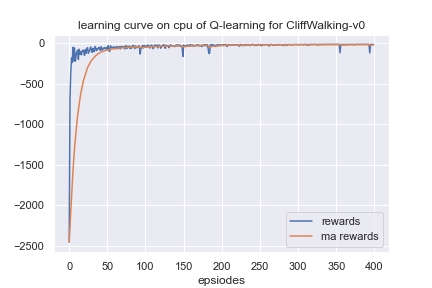 learning curve on cpu of Q-learning for CliffWalking-v0
0
−500
−1000
−1500
−2000
−2500
0 50 100 150 200 250 300 350 400
epsiodes
rewards
ma rewards